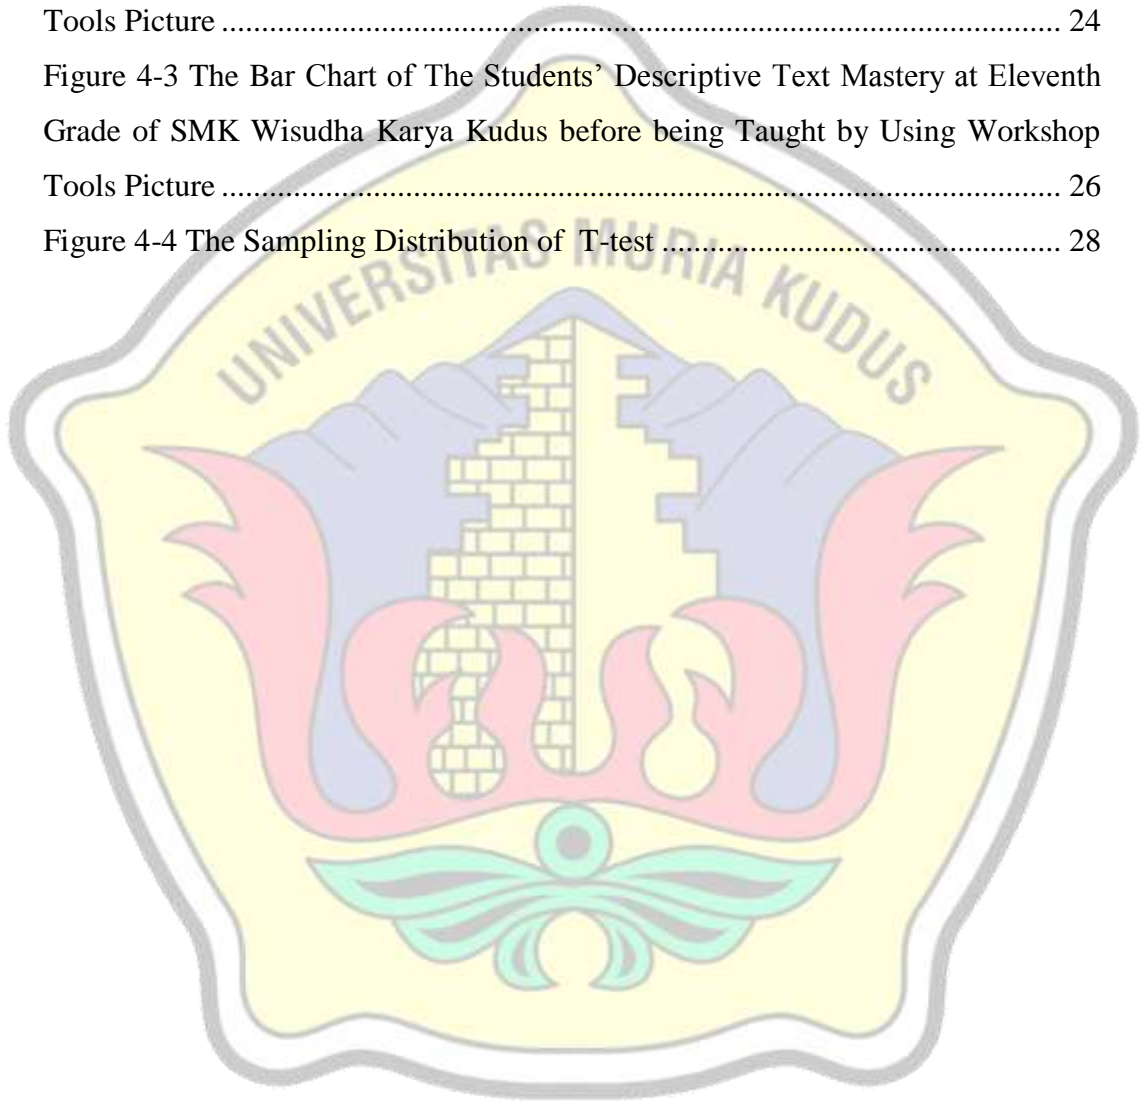 Tools Picture ........................................................................................................ 24
Figure 4-3 The Bar Chart of The Students’ Descriptive Text Mastery at Eleventh
Grade of SMK Wisudha Karya Kudus before being Taught by Using Workshop
Tools Picture ........................................................................................................ 26
Figure 4-4 The Sampling Distribution of T-test ................................................. 28
UNIVERSITAS MURIA KUDUS